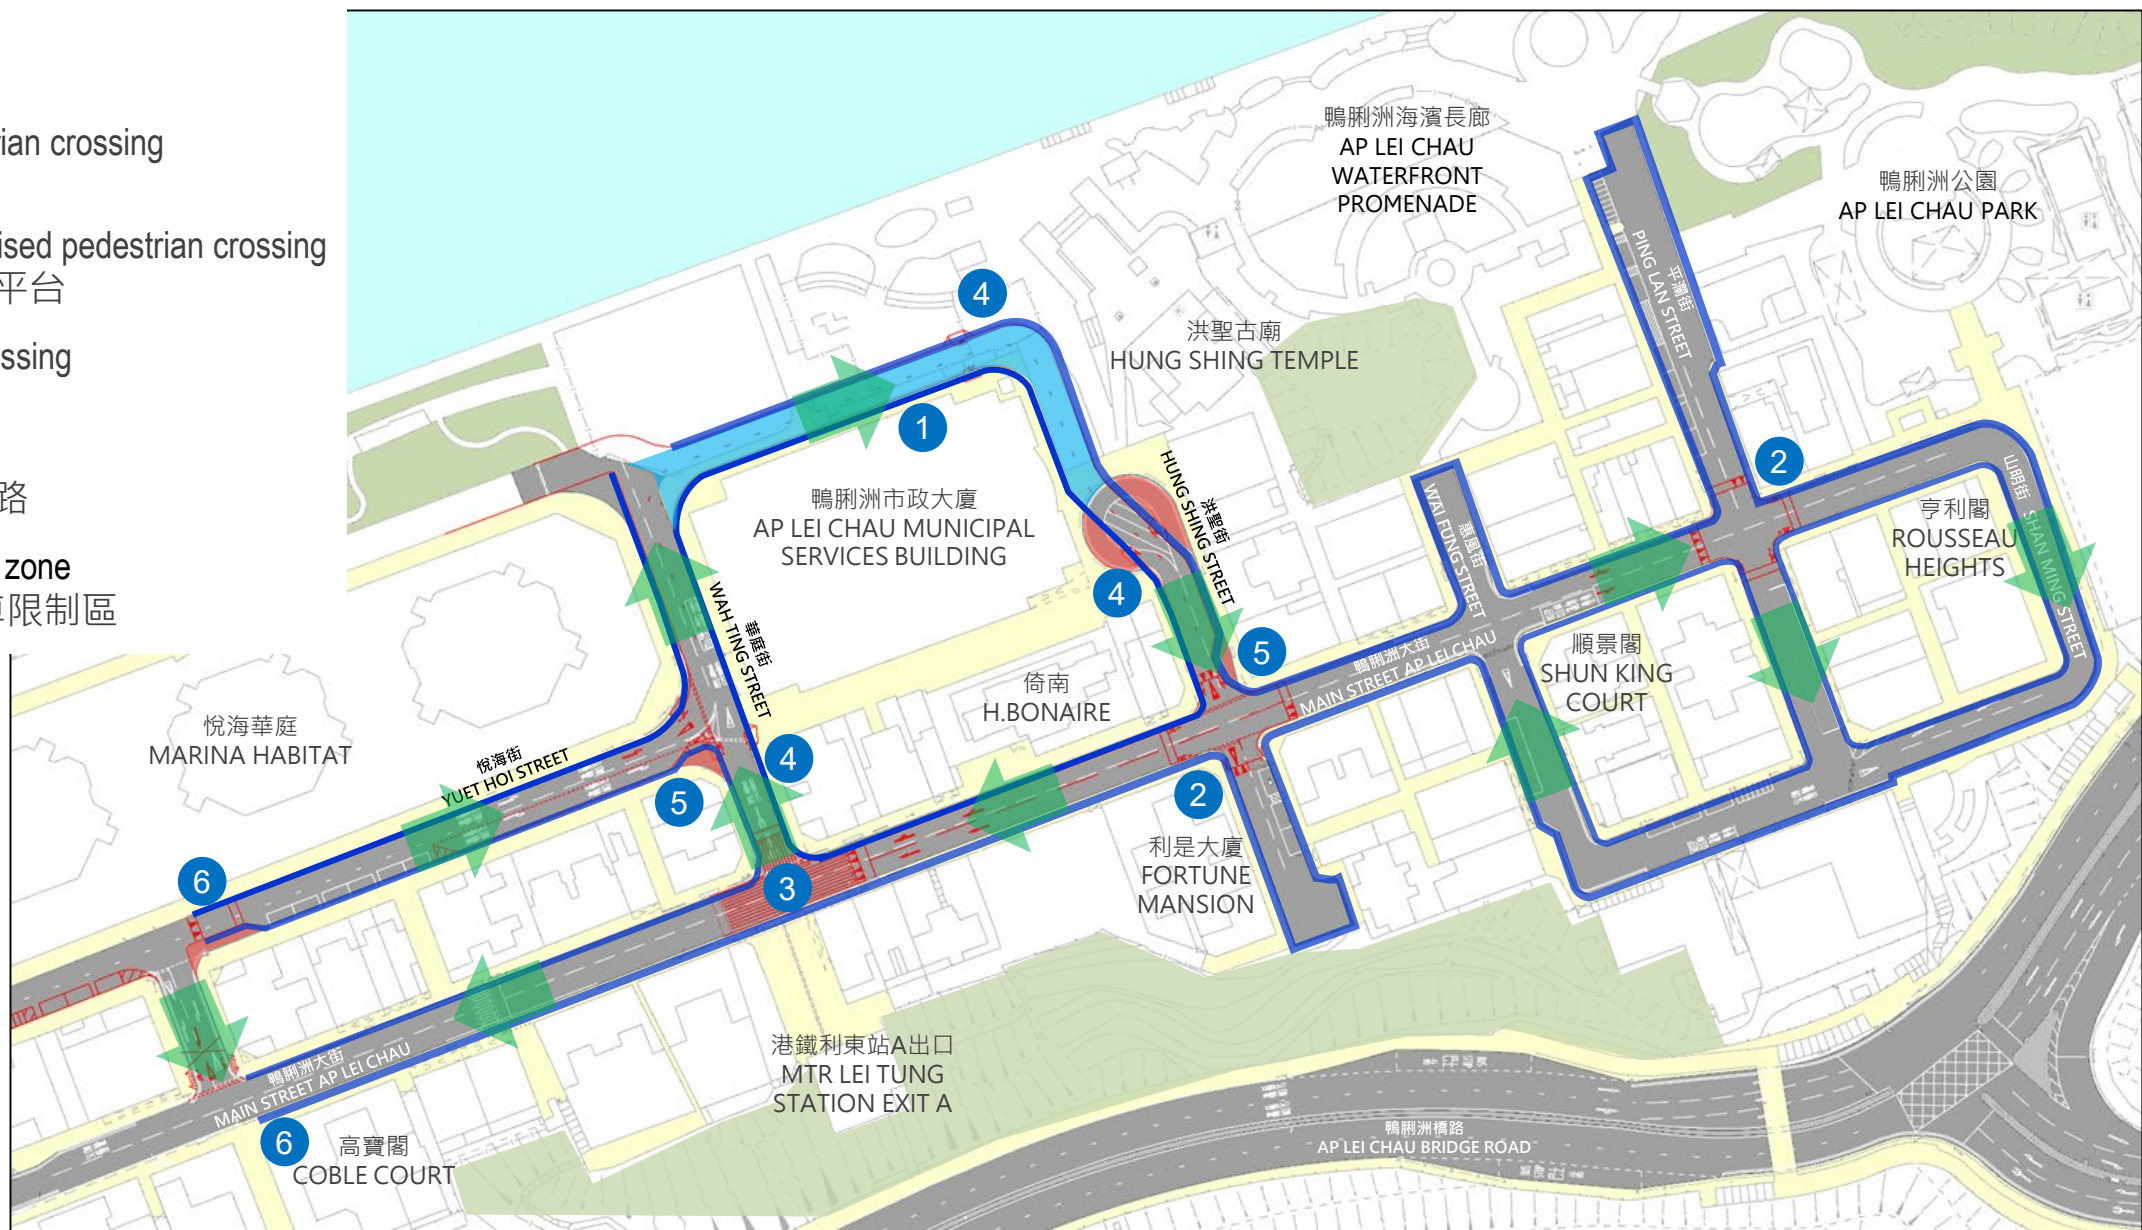 rian crossing
ised pedestrian crossing
平台
ssing
路
zone
車限制區
鴨脷洲海濱長廊
AP LEI CHAU
WATERFRONT
PROMENADE
鴨脷洲公園
AP LEI CHAU PARK
平瀾街
PING LAN STREET
4
洪聖古廟
HUNG SHING TEMPLE
1
2
鴨脷洲市政大廈
AP LEI CHAU MUNICIPAL
SERVICES BUILDING
洪聖街
HUNG SHING STREET
惠風街
WAI FUNG STREET
山明街 SHAN MING STREET
亨利閣
ROUSSEAU
HEIGHTS
4
華庭街
WAH TING STREET
5
鴨脷洲大街
MAIN STREET AP LEI CHAU
順景閣
SHUN KING
COURT
倚南
H.BONAIRE
悅海華庭
MARINA HABITAT
悅海街
YUET HOI STREET
4
5
2
3
6
利是大廈
FORTUNE
MANSION
港鐵利東站A出口
MTR LEI TUNG
STATION EXIT A
鴨脷洲大街
MAIN STREET AP LEI CHAU
6
高寶閣
COBLE COURT
鴨脷洲橋路
AP LEI CHAU BRIDGE ROAD